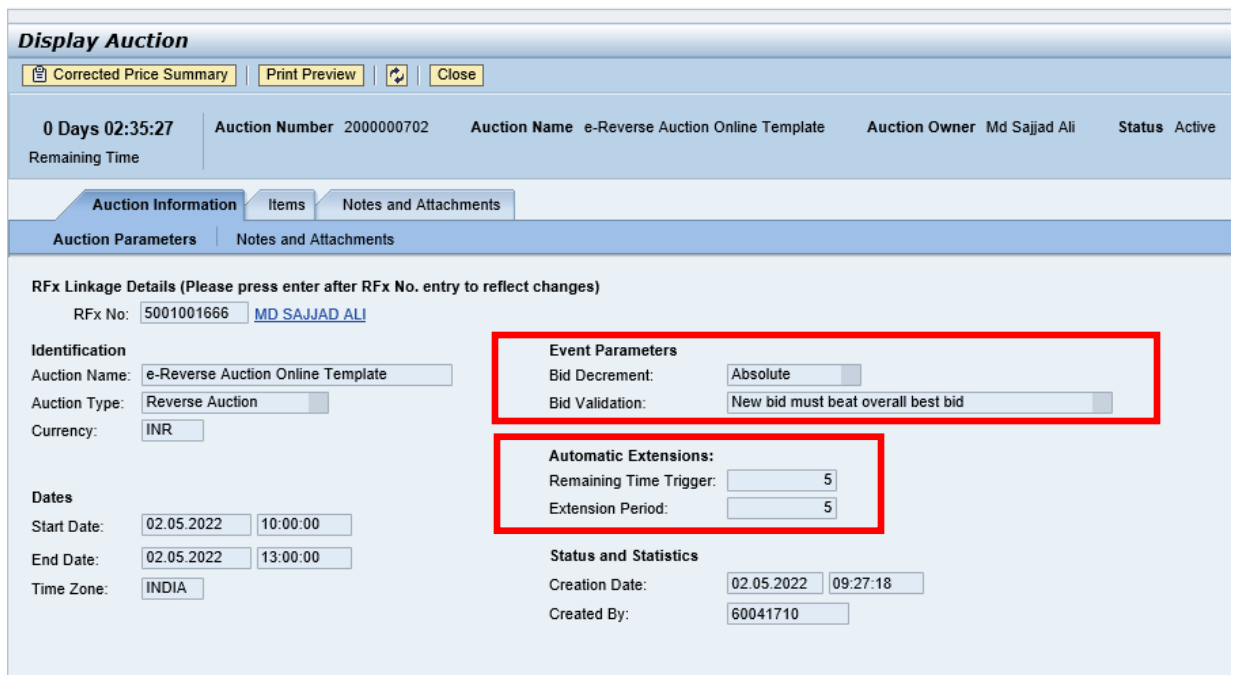 Display Auction
Corrected Price Summary Print Preview Close
0 Days 02:35:27 Auction Number 2000000702 Auction Name e-Reverse Auction Online Template Auction Owner Md Sajjad Ali Status Active
Remaining Time
Auction Information Items Notes and Attachments
Auction Parameters Notes and Attachments
RFx Linkage Details (Please press enter after RFx No. entry to reflect changes)
RFx No: 5001001666 MD SAJJAD ALI
Identification
Auction Name: e-Reverse Auction Online Template
Auction Type: Reverse Auction
Currency: INR
Event Parameters
Bid Decrement: Absolute
Bid Validation: New bid must beat overall best bid
Automatic Extensions:
Remaining Time Trigger: 5
Extension Period: 5
Dates
Start Date: 02.05.2022 10:00:00
End Date: 02.05.2022 13:00:00
Time Zone: INDIA
Status and Statistics
Creation Date: 02.05.2022 09:27:18
Created By: 60041710